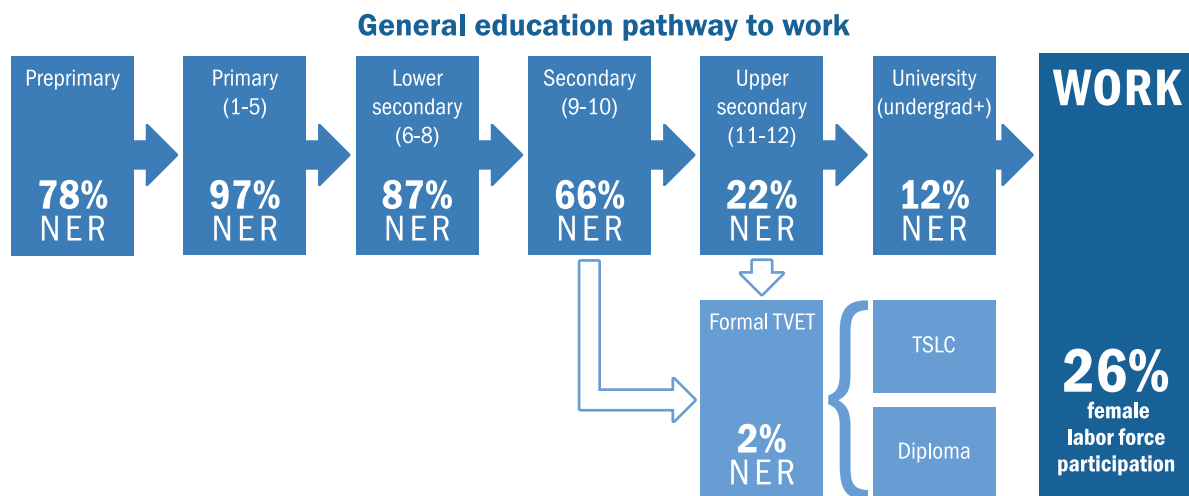 General education pathway to work
Preprimary
78%
NER
Primary
(1-5)
97%
NER
Lower
secondary
(6-8)
87%
NER
Secondary
(9-10)
66%
NER
Upper
secondary
(11-12)
22%
NER
University
(undergrad+)
12%
NER
WORK
26%
female
labor force
participation
Formal TVET
2%
NER
TSLC
Diploma